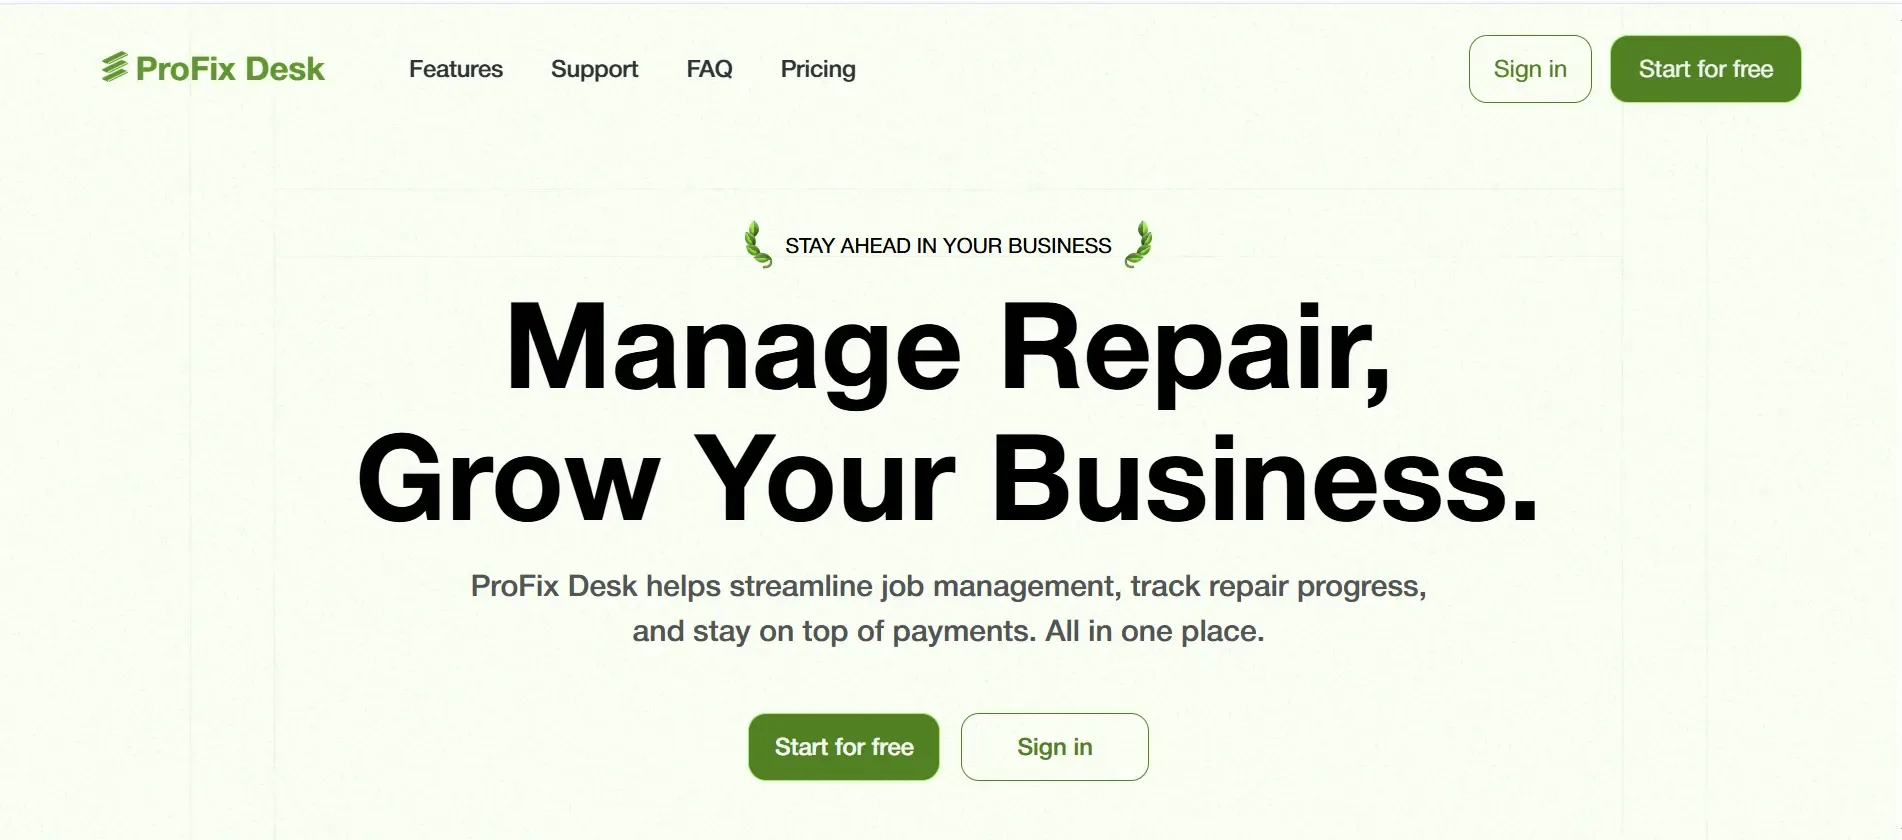 ProFix Desk
Features
Support
FAQ
Pricing
Sign in
Start for free
STAY AHEAD IN YOUR BUSINESS
Manage Repair,
Grow Your Business.
ProFix Desk helps streamline job management, track repair progress,
and stay on top of payments. All in one place.
Start for free
Sign in